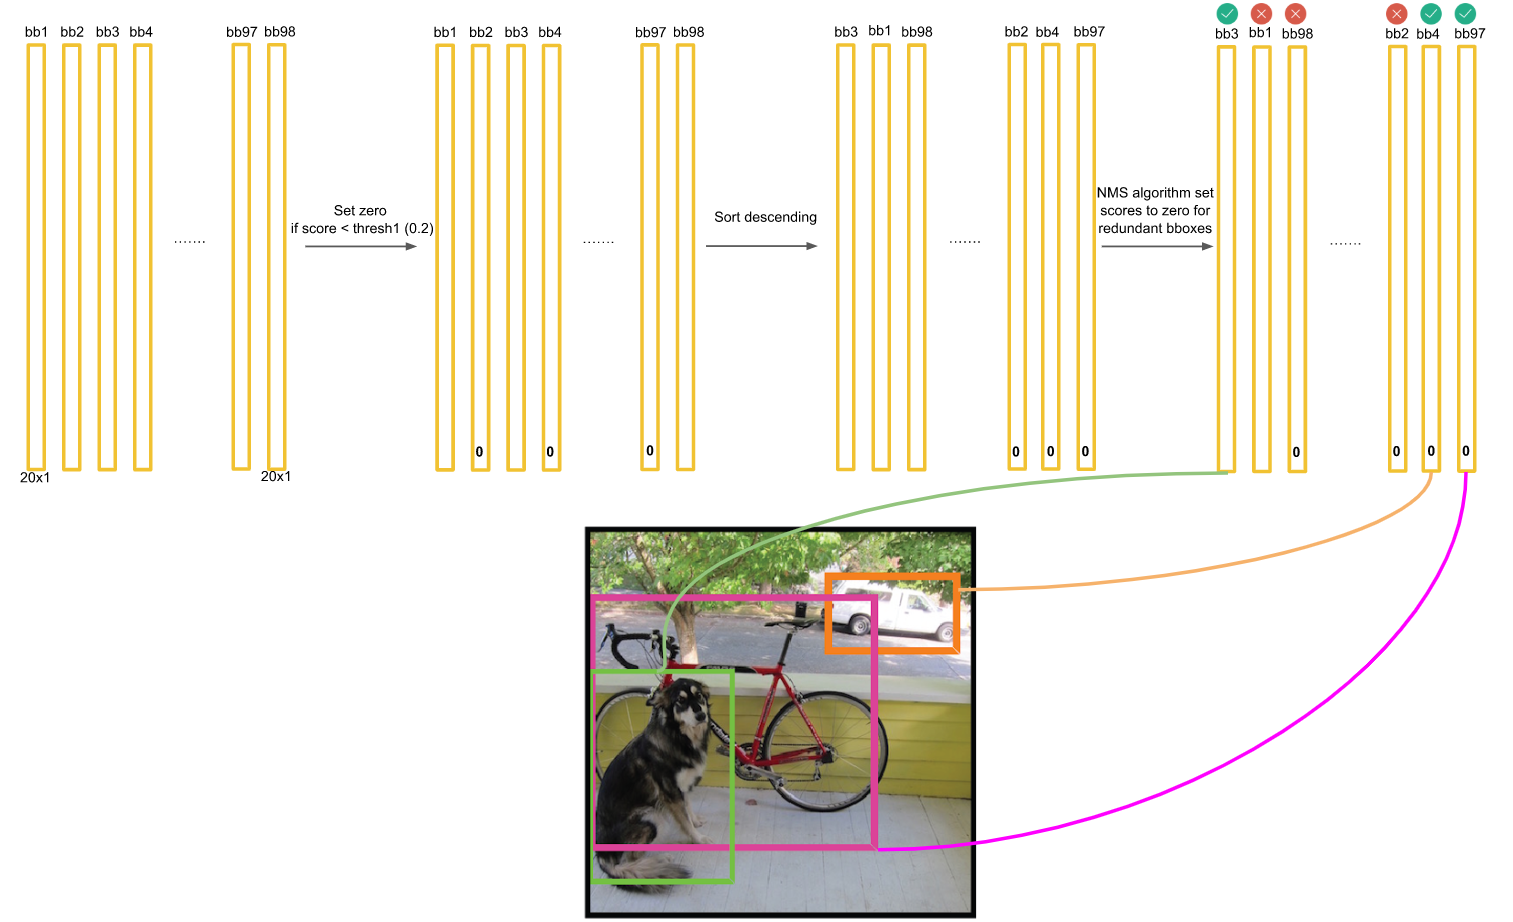 bb1 bb2 bb3 bb4 bb97 bb98
bb1 bb2 bb3 bb4 bb97 bb98
bb3 bb1 bb98 bb2 bb4 bb97
bb3 bb1 bb98 bb2 bb4 bb97
.......
Set zero
if score < thresh1 (0.2)
.......
Sort descending
.......
NMS algorithm set
scores to zero for
redundant bboxes
.......
0 0 0
0 0 0
0 0 0 0
20x1 20x1